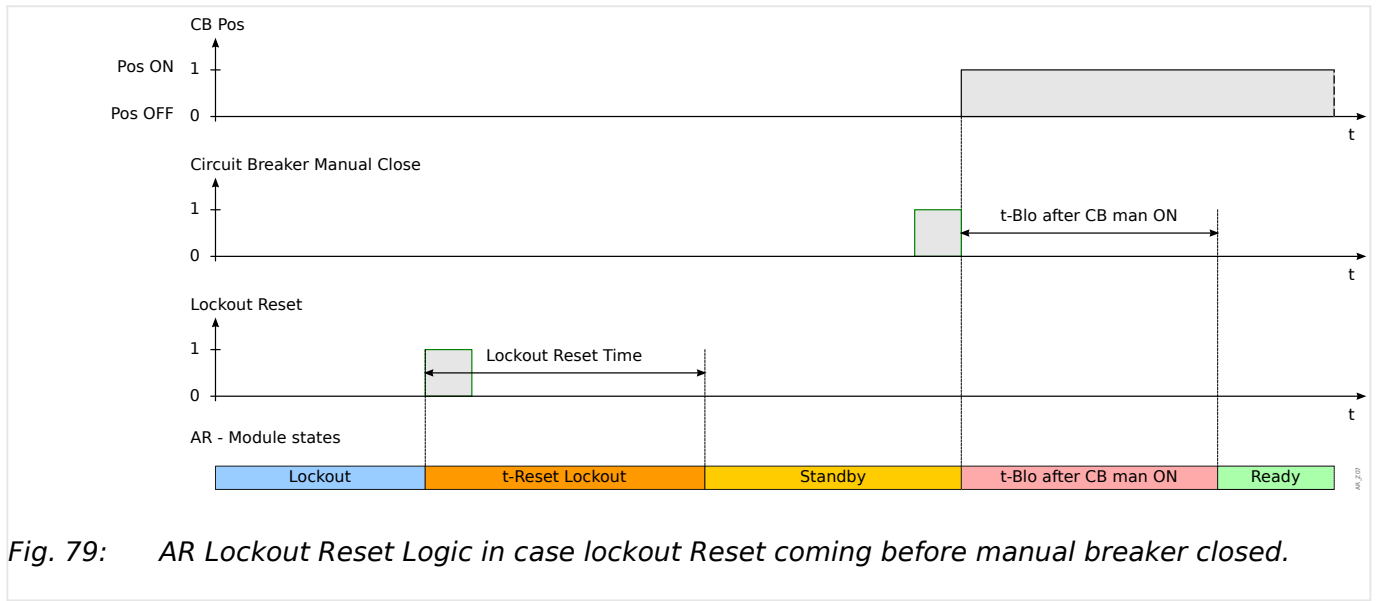 CB Pos
Pos ON 1
Pos OFF 0
t
Circuit Breaker Manual Close
1
t-Blo after CB man ON
0
t
Lockout Reset
1
Lockout Reset Time
0
t
AR - Module states
Lockout t-Reset Lockout Standby t-Blo after CB man ON Ready
AR_Z07
Fig. 79: AR Lockout Reset Logic in case lockout Reset coming before manual breaker closed.